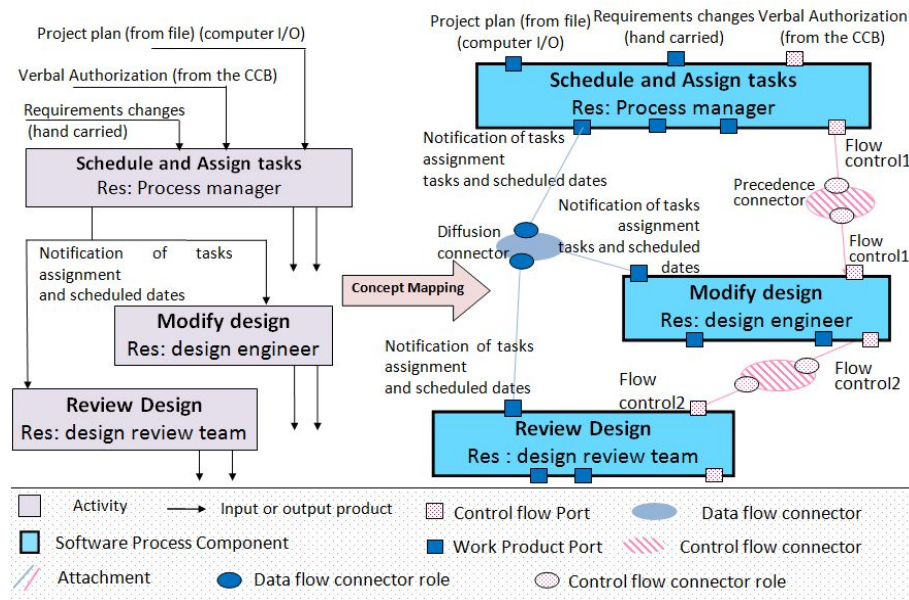 Project plan (from file) (computer I/O)
Verbal Authorization (from the CCB)
Requirements changes
(hand carried)
Schedule and Assign tasks
Res: Process manager
Notification of tasks
assignment
and scheduled dates
Modify design
Res: design engineer
Review Design
Res: design review team
Concept Mapping
Project plan (from file)
(computer I/O)
Requirements changes
(hand carried)
Verbal Authorization
(from the CCB)
Schedule and Assign tasks
Res: Process manager
Notification of tasks
assignment
tasks and scheduled dates
Flow
control1
Precedence
connector
Notification of tasks
assignment
tasks and scheduled
dates
Diffusion
connector
Flow
control1
Modify design
Res: design engineer
Notification of tasks
assignment
and scheduled dates
Flow
control2
Flow
control2
Review Design
Res : design review team
Activity
Input or output product
Control flow Port
Data flow connector
Software Process Component
Work Product Port
Control flow connector
Attachment
Data flow connector role
Control flow connector role